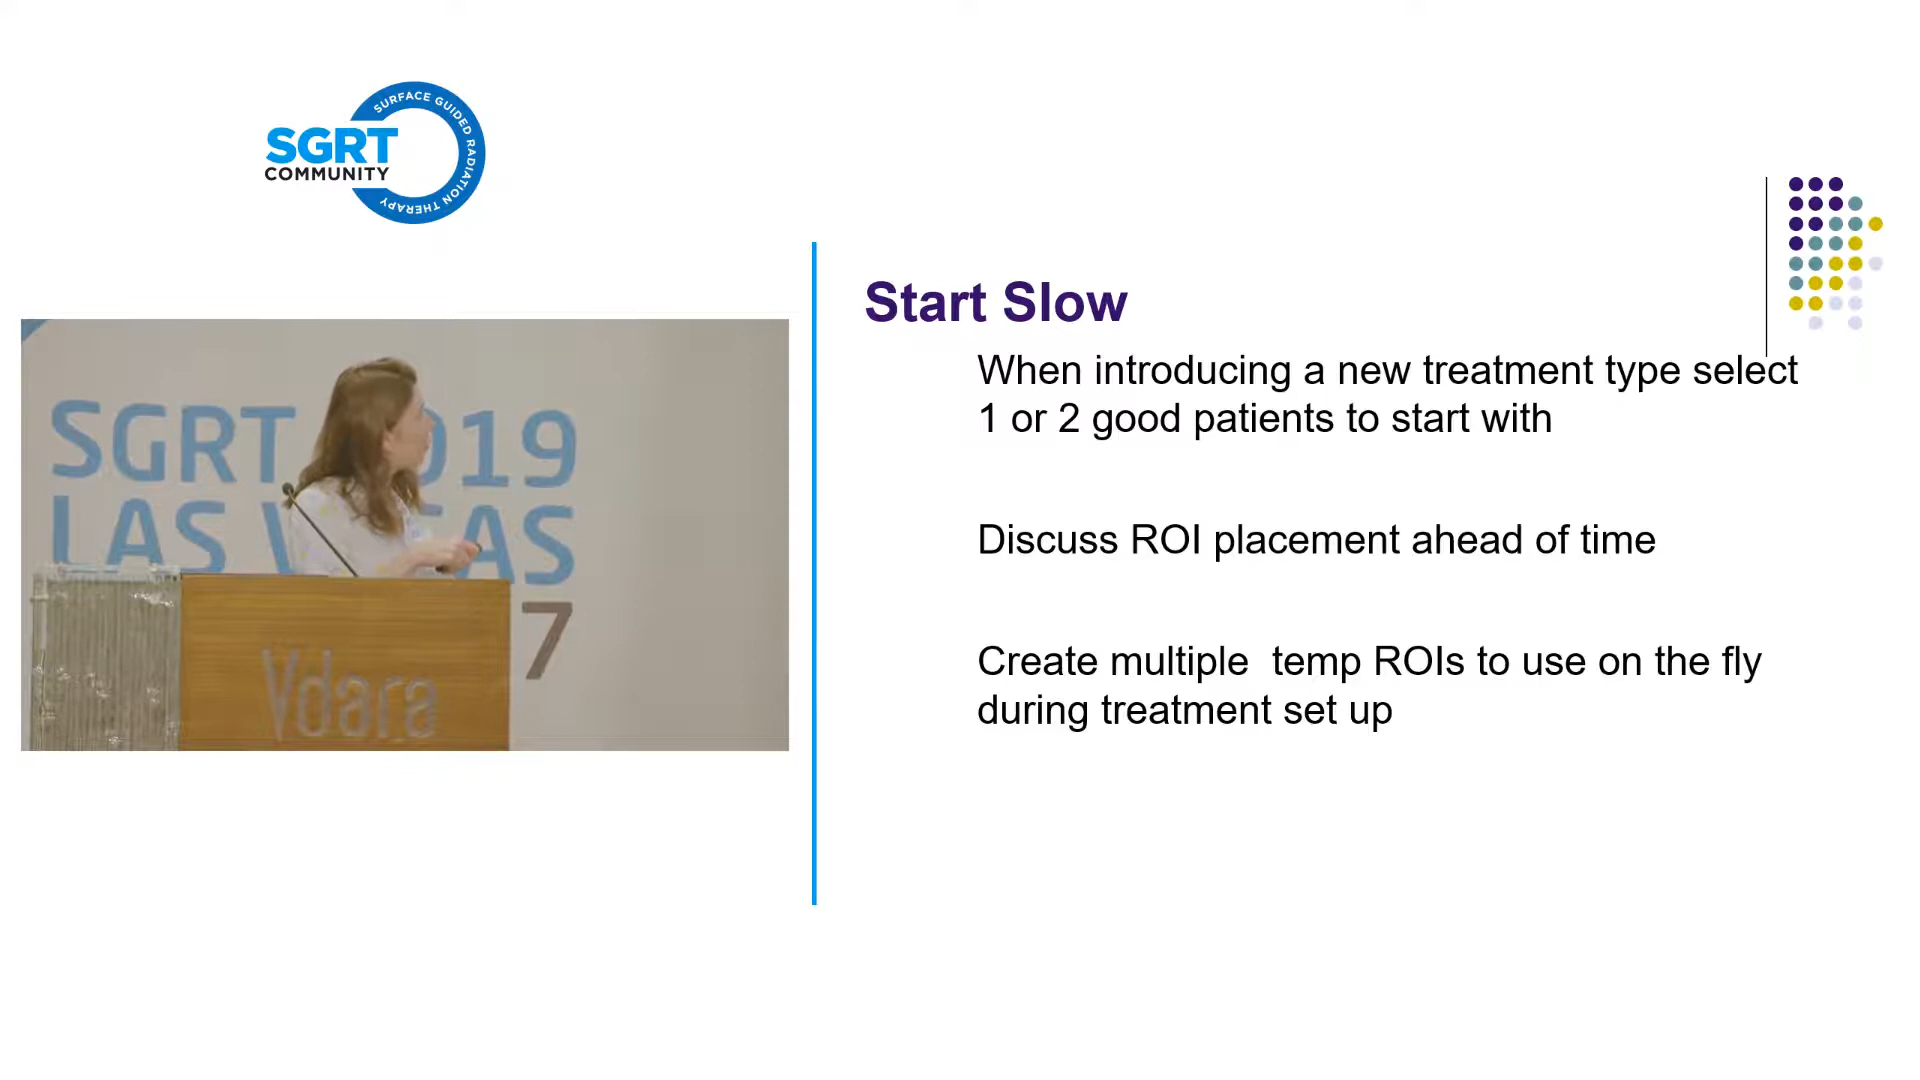 SURFACE GUIDED RADIATION THERAPY
SGRT
COMMUNITY
SGRT 019
LAS AS
7
Vdara
Start Slow
When introducing a new treatment type select
1 or 2 good patients to start with
Discuss ROI placement ahead of time
Create multiple  temp ROIs to use on the fly
during treatment set up